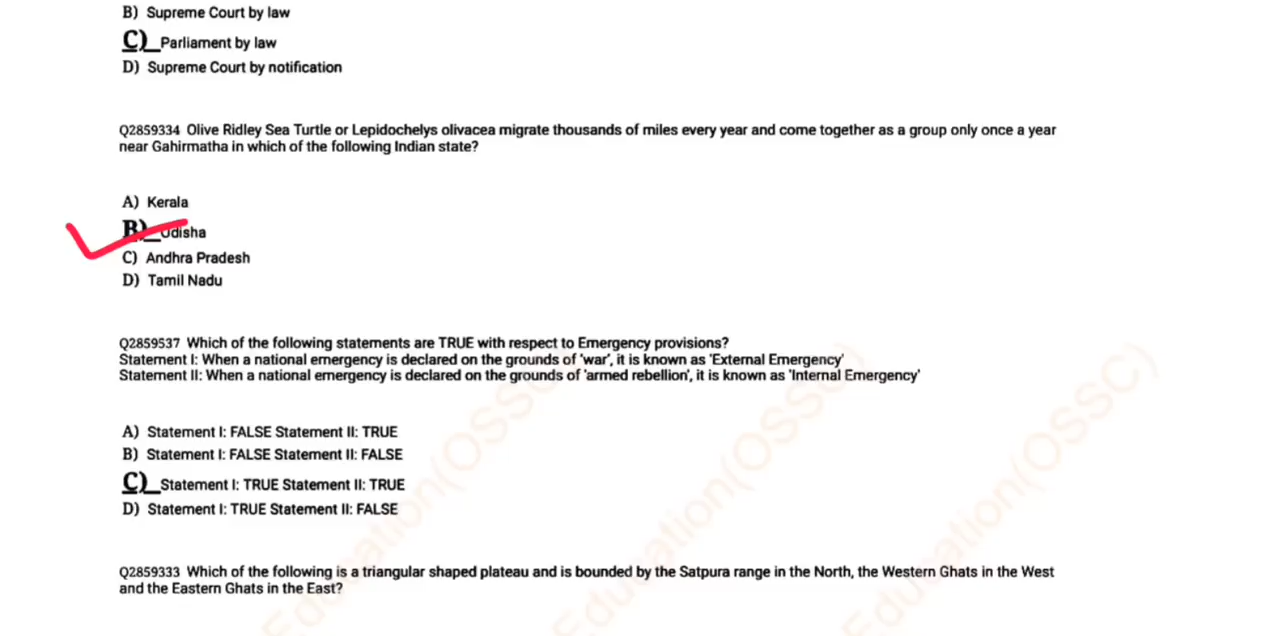 B) Supreme Court by law
C) Parliament by law
D) Supreme Court by notification
Q2859334 Olive Ridley Sea Turtle or Lepidochelys olivacea migrate thousands of miles every year and come together as a group only once a year
near Gahirmatha in which of the following Indian state?
A) Kerala
B) Udisha
C) Andhra Pradesh
D) Tamil Nadu
Q2859537 Which of the following statements are TRUE with respect to Emergency provisions?
Statement I: When a national emergency is declared on the grounds of 'war', it is known as 'External Emergency'
Statement II: When a national emergency is declared on the grounds of 'armed rebellion', it is known as 'Internal Emergency'
A) Statement I: FALSE Statement II: TRUE
B) Statement I: FALSE Statement II: FALSE
C) Statement I: TRUE Statement II: TRUE
D) Statement I: TRUE Statement II: FALSE
Q2859333 Which of the following is a triangular shaped plateau and is bounded by the Satpura range in the North, the Western Ghats in the West
and the Eastern Ghats in the East?
Education(OSSC)
Education(OSSC)
Education(OSSC)